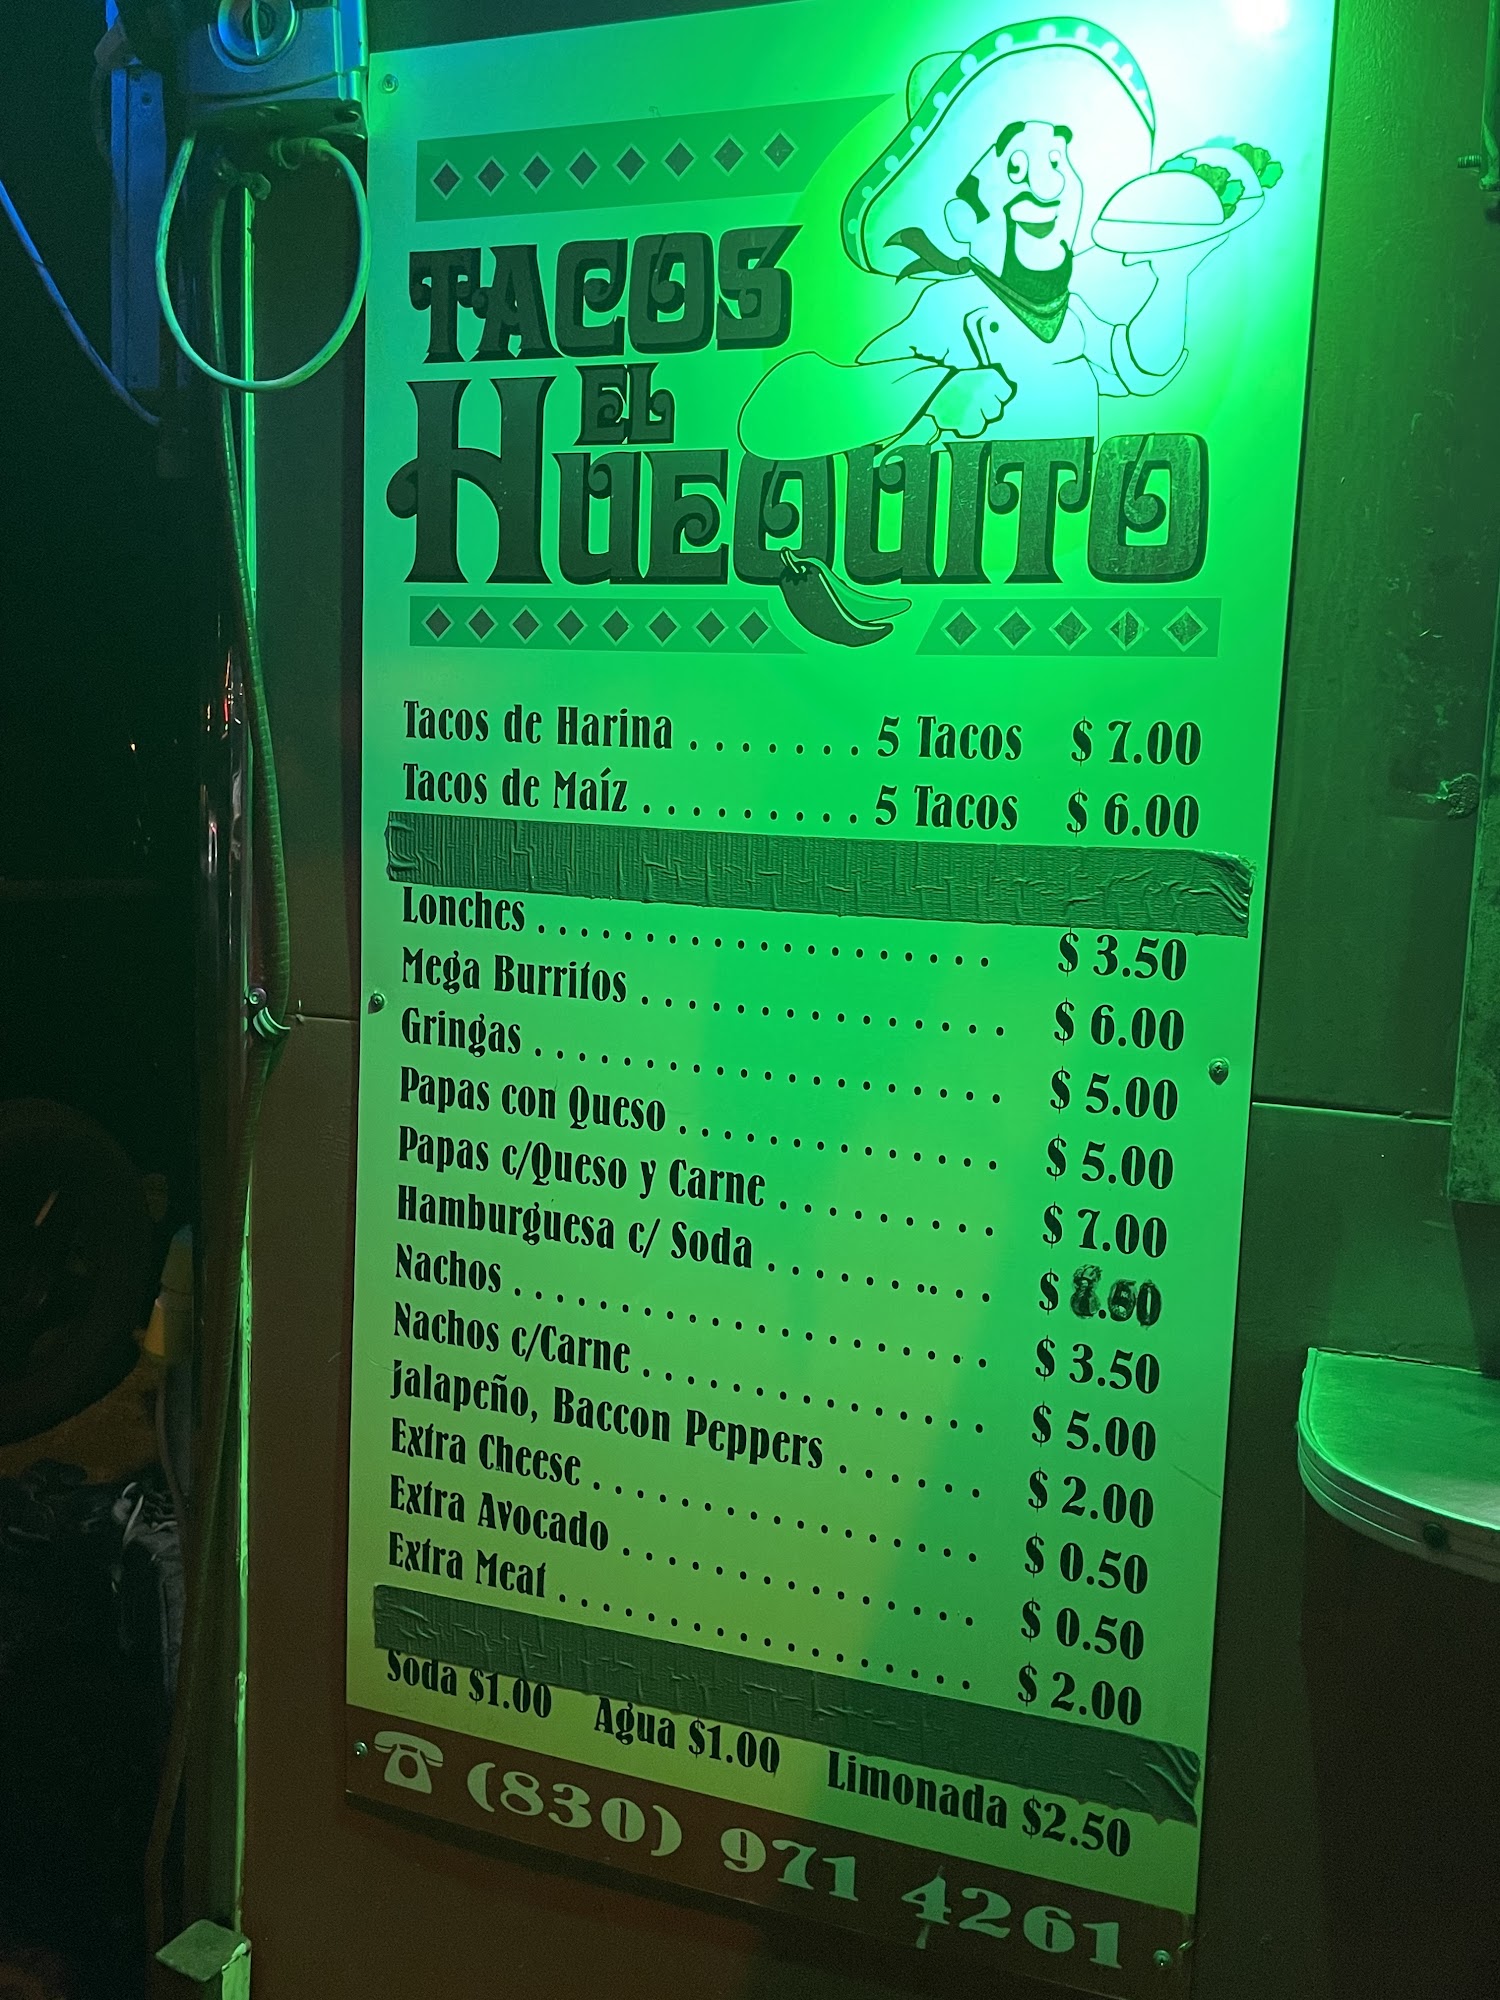 TACOS
EL
HUEQUITO
Tacos de Harina ....... 5 Tacos $ 7.00
Tacos de Maíz ......... 5 Tacos $ 6.00
Lonches ................... $ 3.50
Mega Burritos ............... $ 6.00
Gringas ................... $ 5.00
Papas con Queso ............. $ 5.00
Papas c/Queso y Carne ......... $ 7.00
Hamburguesa c/ Soda .......... $ 8.50
Nachos .................... $ 3.50
Nachos c/Carne .............. $ 5.00
Jalapeño, Baccon Peppers ...... $ 2.00
Extra Cheese ................ $ 0.50
Extra Avocado ............... $ 0.50
Extra Meat .................. $ 2.00
Soda $1.00 Agua $1.00 Limonada $2.50
(830) 971 4261